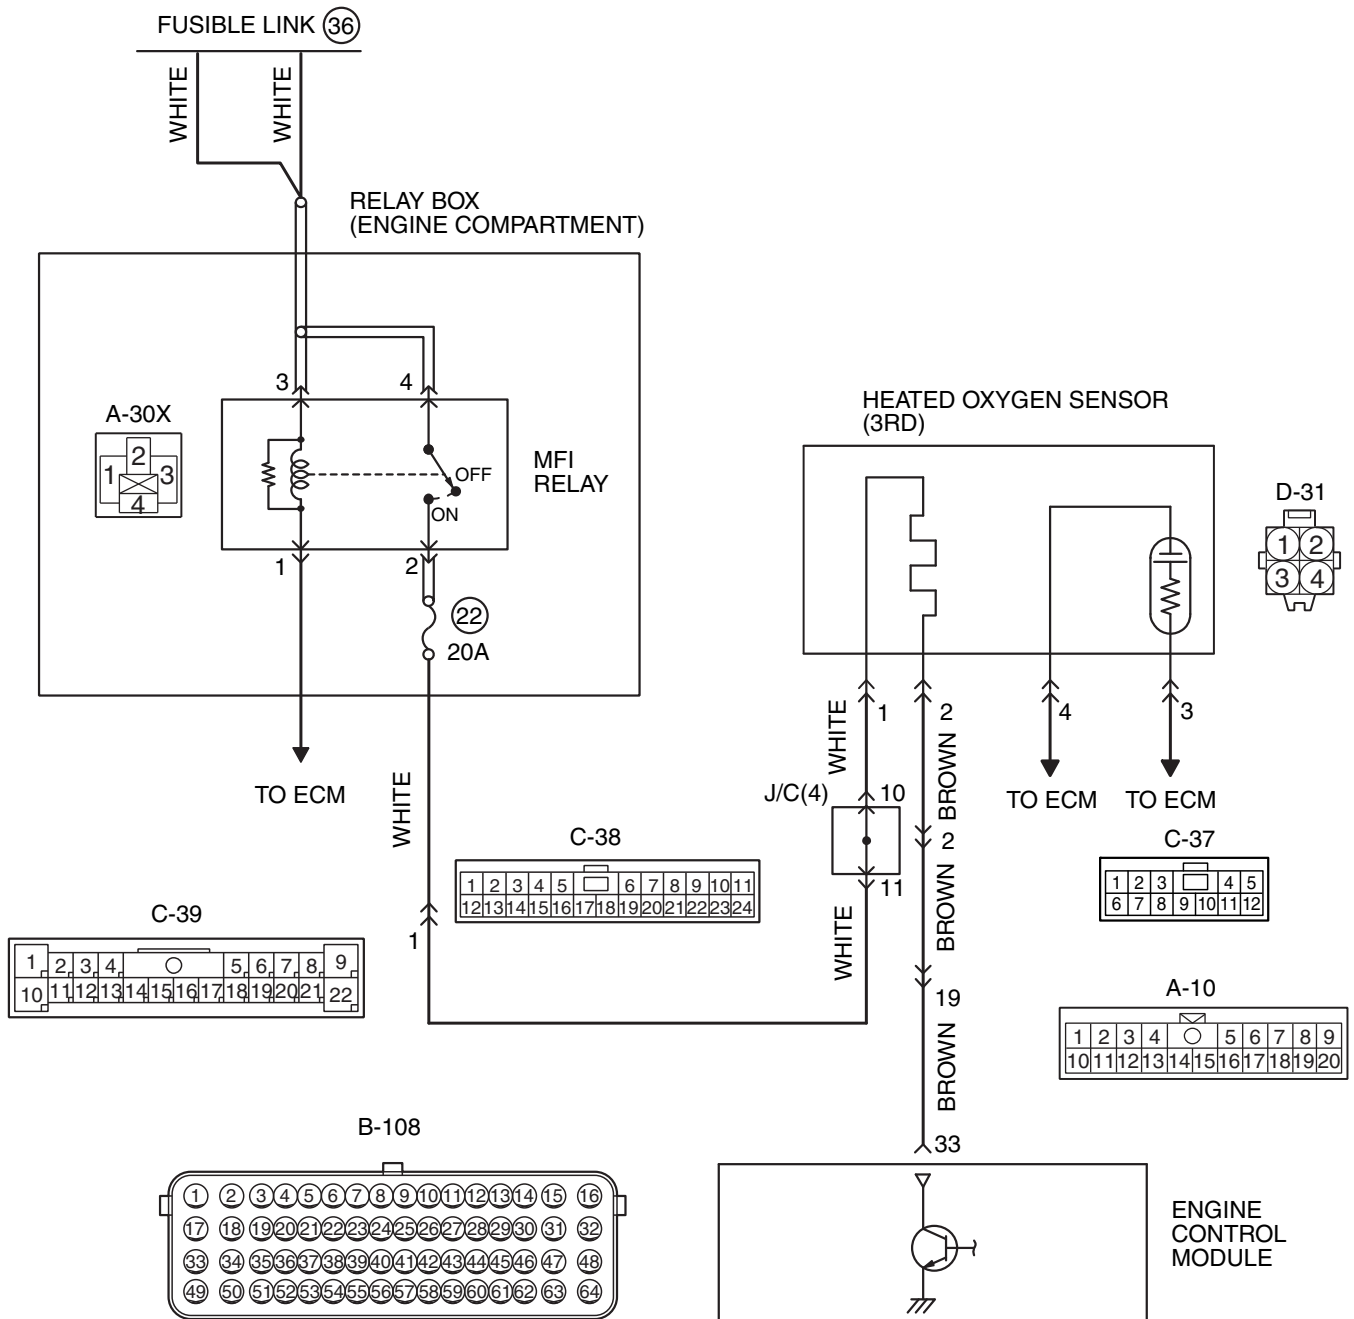 FUSIBLE LINK 36
WHITE
WHITE
RELAY BOX
(ENGINE COMPARTMENT)
3
4
A-30X
2
1
3
4
MFI
RELAY
OFF
ON
1
2
22
20A
TO ECM
WHITE
HEATED OXYGEN SENSOR
(3RD)
D-31
1 2
3 4
1
2
4
3
WHITE
BROWN
TO ECM
TO ECM
J/C(4)
10
2
11
WHITE
BROWN
C-38
1 2 3 4 5 6 7 8 9 10 11
12 13 14 15 16 17 18 19 20 21 22 23 24
C-37
1 2 3 4 5
6 7 8 9 10 11 12
C-39
1 2 3 4 5 6 7 8 9
10 11 12 13 14 15 16 17 18 19 20 21 22
1
19
BROWN
A-10
1 2 3 4 5 6 7 8 9
10 11 12 13 14 15 16 17 18 19 20
33
B-108
1 2 3 4 5 6 7 8 9 10 11 12 13 14 15 16
17 18 19 20 21 22 23 24 25 26 27 28 29 30 31 32
33 34 35 36 37 38 39 40 41 42 43 44 45 46 47 48
49 50 51 52 53 54 55 56 57 58 59 60 61 62 63 64
ENGINE
CONTROL
MODULE